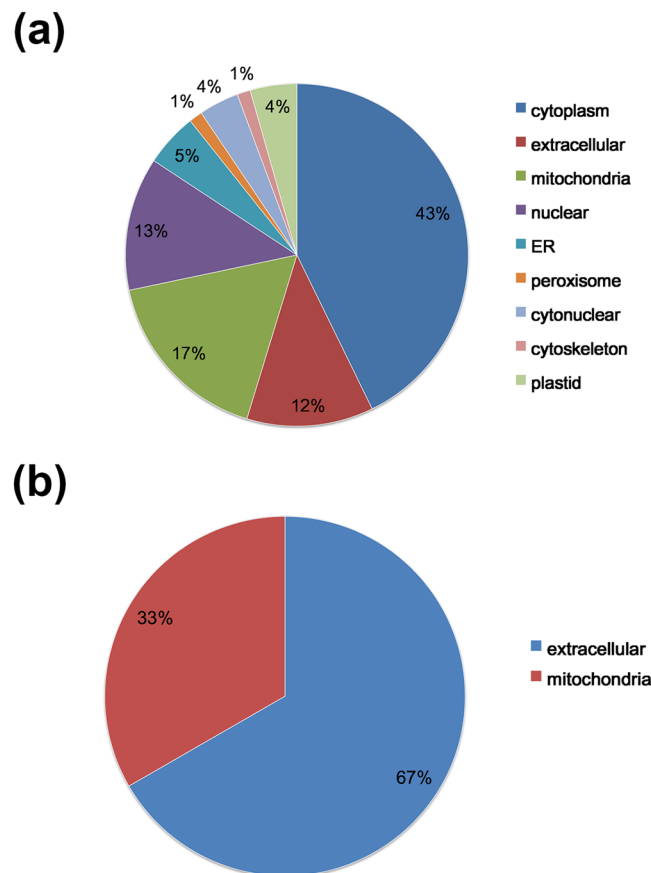 (a)
1%
4%
1%
4%
5%
43%
13%
17%
12%
cytoplasm
extracellular
mitochondria
nuclear
ER
peroxisome
cytonuclear
cytoskeleton
plastid
(b)
33%
67%
extracellular
mitochondria